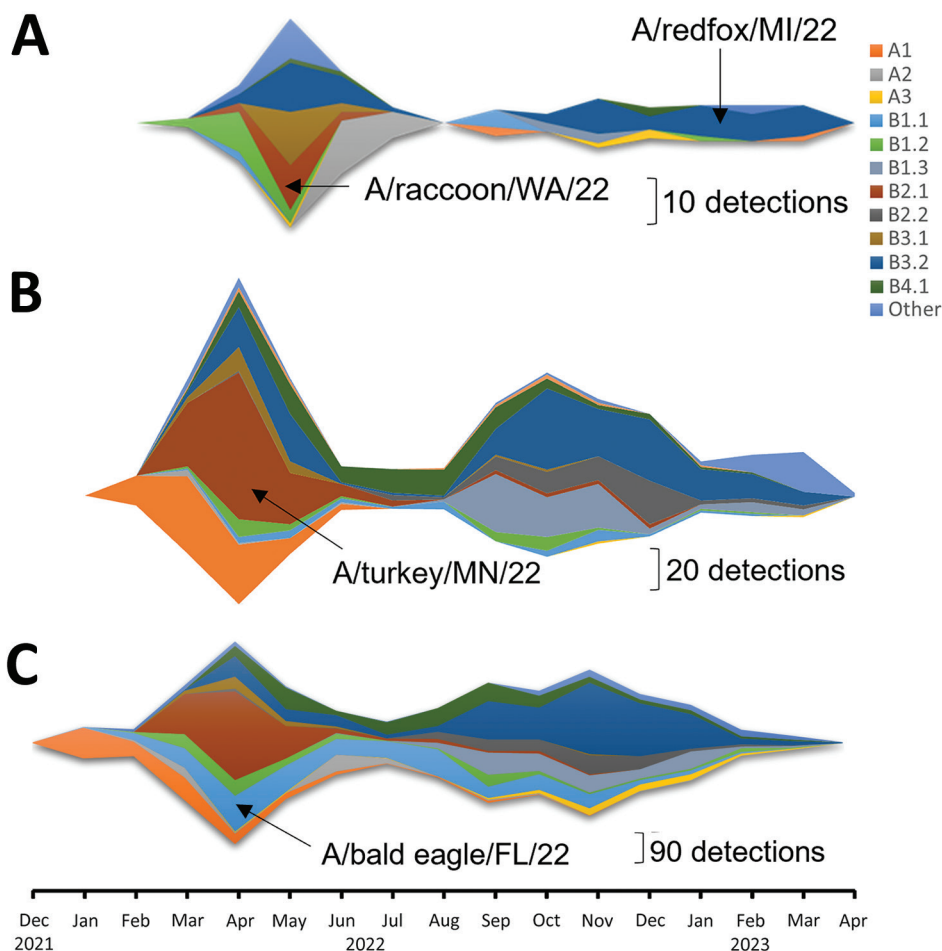 A
A/redfox/MI/22
A/raccoon/WA/22
10 detections
A1
A2
A3
B1.1
B1.2
B1.3
B2.1
B2.2
B3.1
B3.2
B4.1
Other
B
A/turkey/MN/22
20 detections
C
A/bald eagle/FL/22
90 detections
Dec Jan Feb Mar Apr May Jun Jul Aug Sep Oct Nov Dec Jan Feb Mar Apr
2021 2022 2023